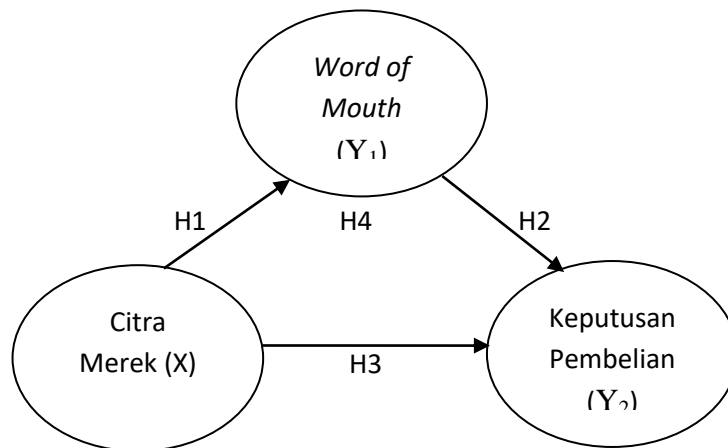 Word of
Mouth
(Y₁)
H1
H4
H2
Citra
Merek (X)
H3
Keputusan
Pembelian
(Y₂)